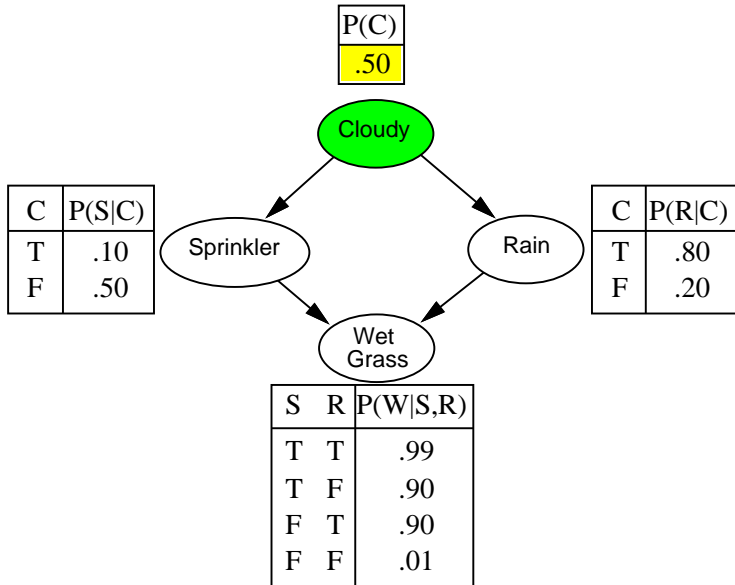 P(C)
.50
Cloudy
C P(S|C)
T .10
F .50
Sprinkler
Rain
C P(R|C)
T .80
F .20
Wet
Grass
S R P(W|S,R)
T T .99
T F .90
F T .90
F F .01